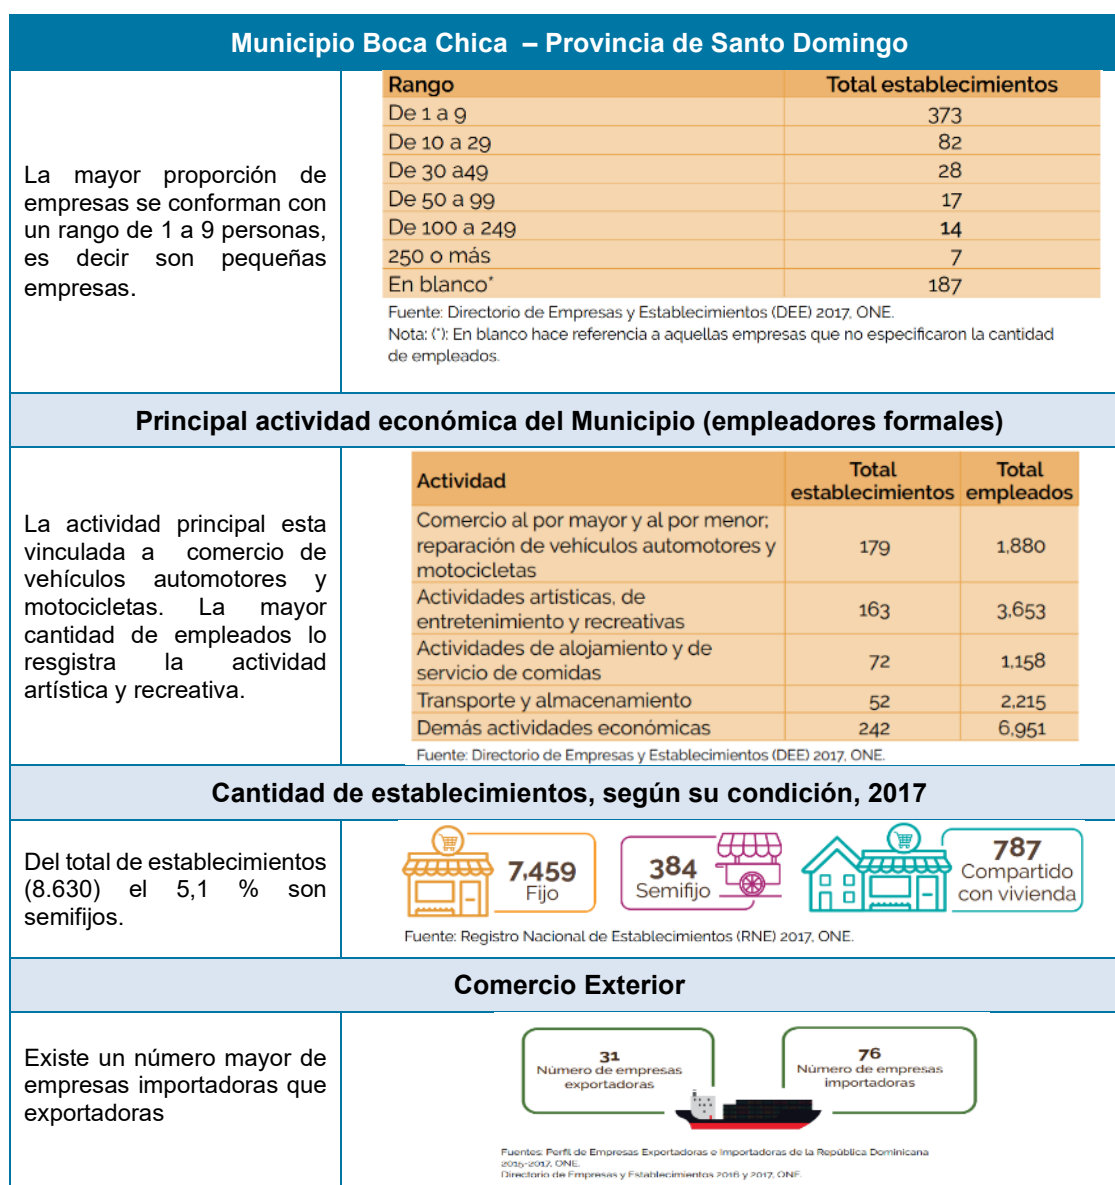 Municipio Boca Chica – Provincia de Santo Domingo
La mayor proporción de
empresas se conforman con
un rango de 1 a 9 personas,
es decir son pequeñas
empresas.
Rango Total establecimientos
De 1 a 9 373
De 10 a 29 82
De 30 a49 28
De 50 a 99 17
De 100 a 249 14
250 o más 7
En blanco* 187
Fuente: Directorio de Empresas y Establecimientos (DEE) 2017, ONE.
Nota: (*): En blanco hace referencia a aquellas empresas que no especificaron la cantidad
de empleados.
Principal actividad económica del Municipio (empleadores formales)
La actividad principal esta
vinculada a comercio de
vehículos automotores y
motocicletas. La mayor
cantidad de empleados lo
resgistra la actividad
artística y recreativa.
Actividad Total establecimientos Total empleados
Comercio al por mayor y al por menor;
reparación de vehículos automotores y
motocicletas 179 1,880
Actividades artísticas, de
entretenimiento y recreativas 163 3,653
Actividades de alojamiento y de
servicio de comidas 72 1,158
Transporte y almacenamiento 52 2,215
Demás actividades económicas 242 6,951
Fuente: Directorio de Empresas y Establecimientos (DEE) 2017, ONE.
Cantidad de establecimientos, según su condición, 2017
Del total de establecimientos
(8.630) el 5,1 % son
semifijos.
7,459
Fijo
384
Semifijo
787
Compartido
con vivienda
Fuente: Registro Nacional de Establecimientos (RNE) 2017, ONE.
Comercio Exterior
Existe un número mayor de
empresas importadoras que
exportadoras
31
Número de empresas
exportadoras
76
Número de empresas
importadoras
Fuentes: Perfil de Empresas Exportadoras e Importadoras de la República Dominicana
2015-2017, ONE.
Directorio de Empresas y Establecimientos 2016 y 2017, ONE.